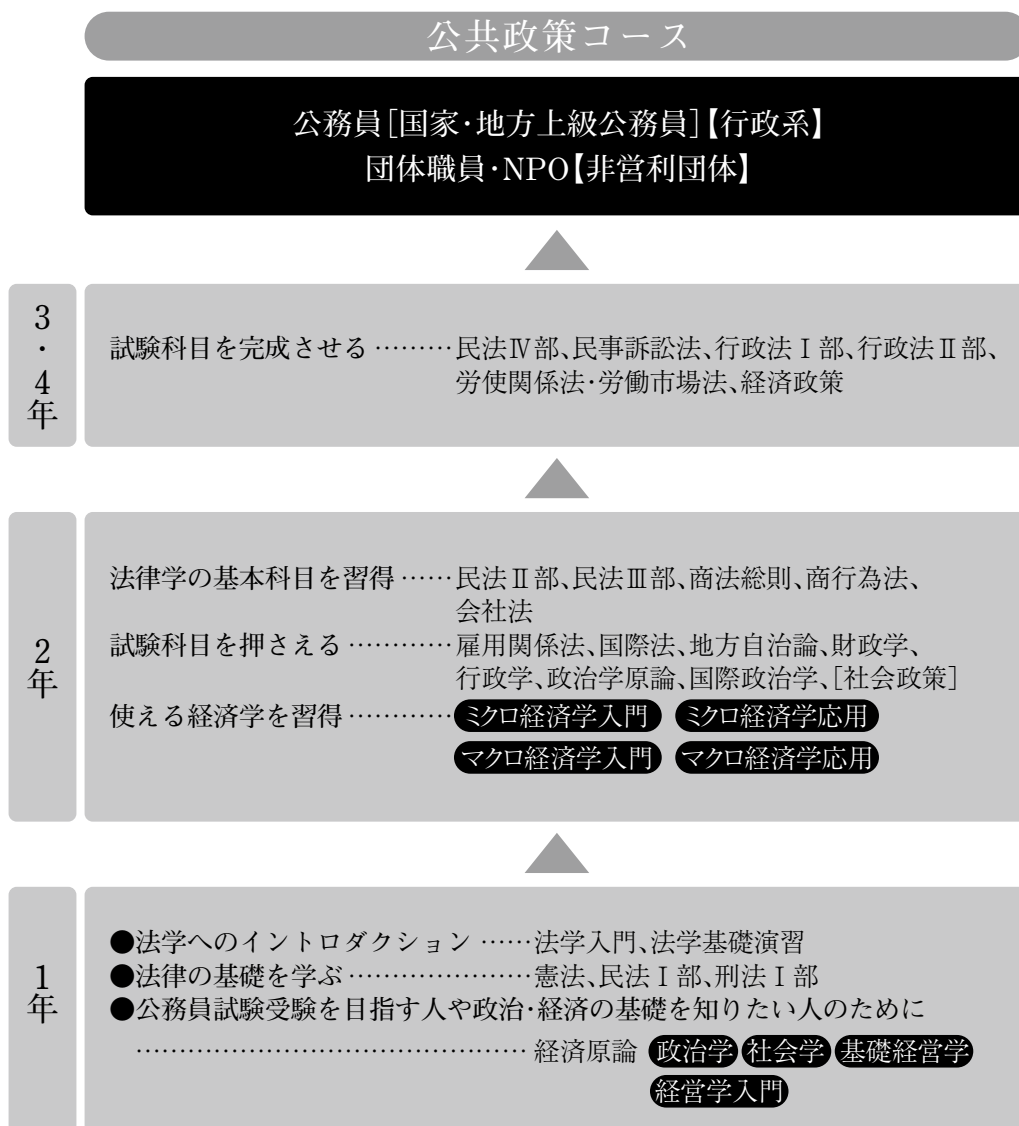 公共政策コース
公務員[国家・地方上級公務員]【行政系】
団体職員・NPO【非営利団体】
3・4年
試験科目を完成させる ………民法Ⅳ部、民事訴訟法、行政法Ⅰ部、行政法Ⅱ部、
労使関係法・労働市場法、経済政策
2年
法律学の基本科目を習得 ……民法Ⅱ部、民法Ⅲ部、商法総則、商行為法、
会社法
試験科目を押さえる …………雇用関係法、国際法、地方自治論、財政学、
行政学、政治学原論、国際政治学、[社会政策]
使える経済学を習得 …………ミクロ経済学入門 ミクロ経済学応用
マクロ経済学入門 マクロ経済学応用
1年
●法学へのイントロダクション ……法学入門、法学基礎演習
●法律の基礎を学ぶ …………………憲法、民法Ⅰ部、刑法Ⅰ部
●公務員試験受験を目指す人や政治・経済の基礎を知りたい人のために
……………………………………… 経済原論 政治学 社会学 基礎経営学
経営学入門